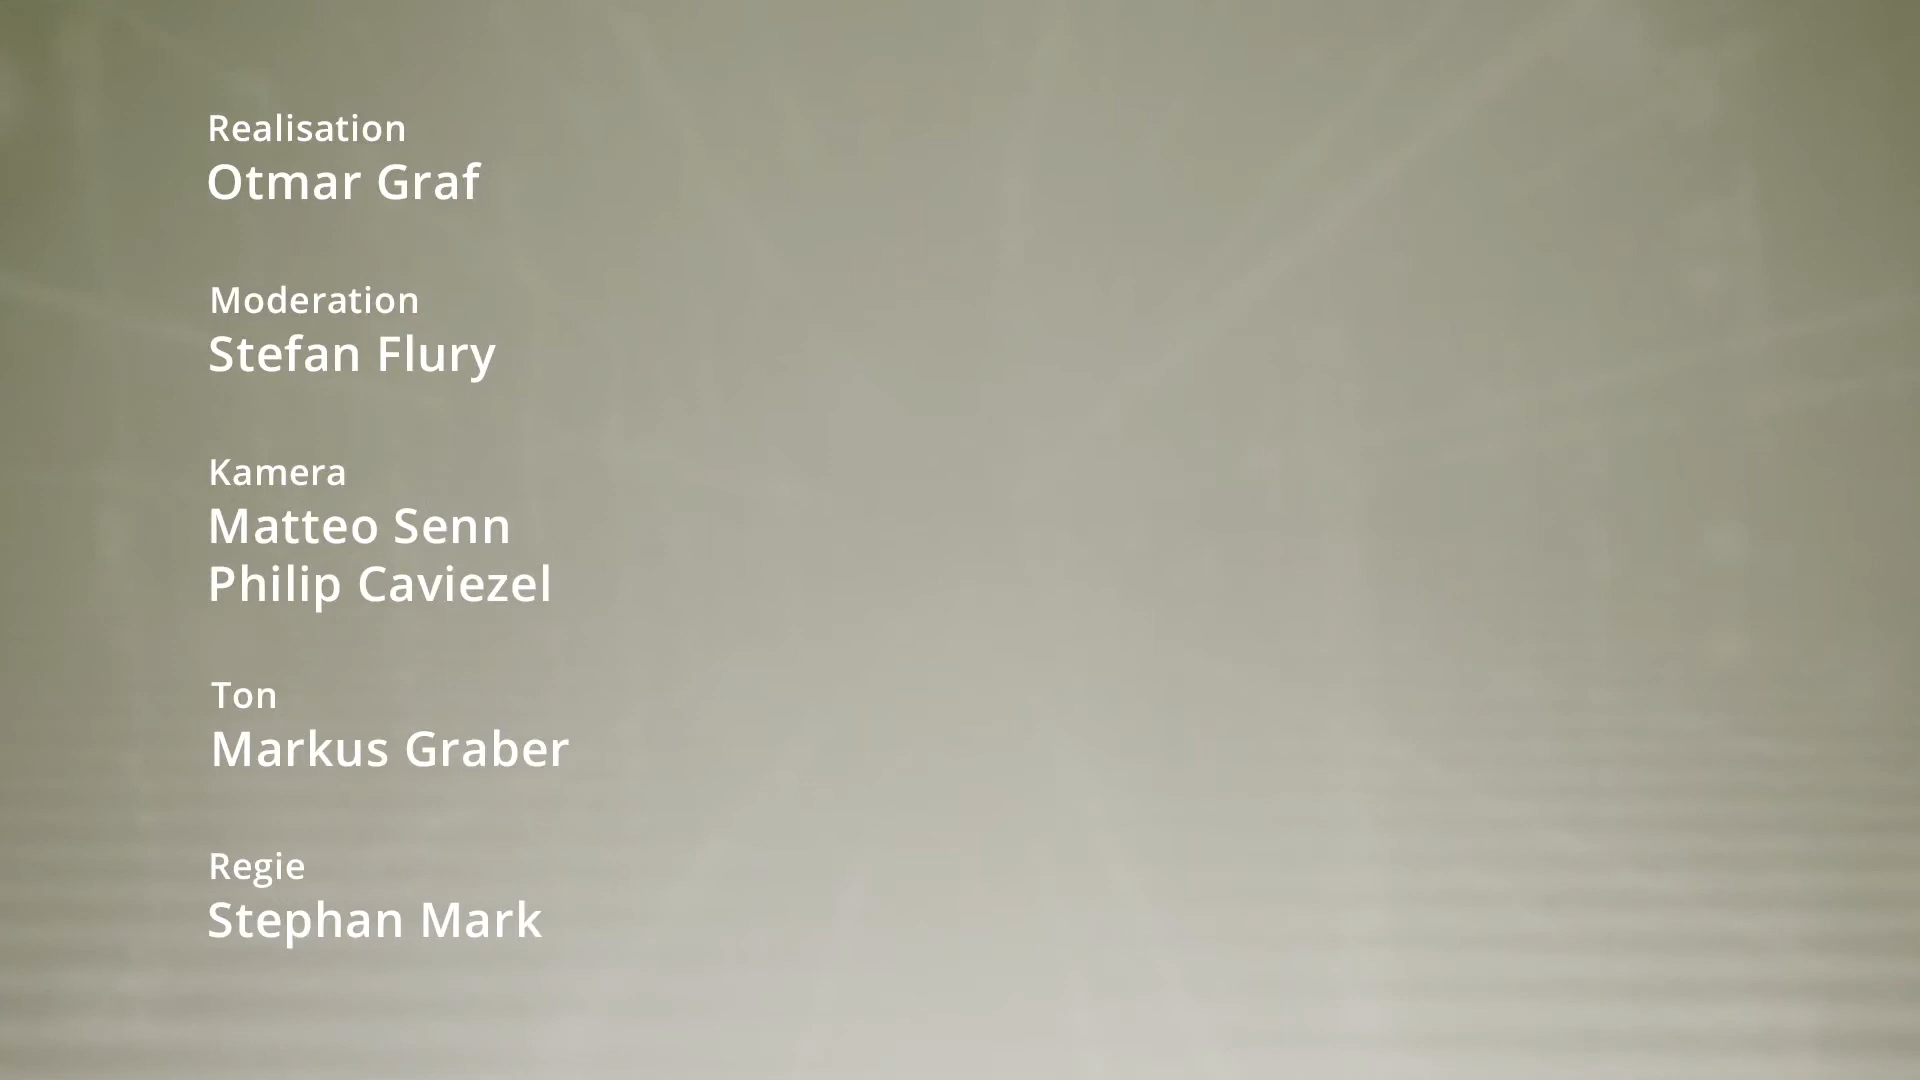 Realisation
Otmar Graf
Moderation
Stefan Flury
Kamera
Matteo Senn
Philip Caviezel
Ton
Markus Graber
Regie
Stephan Mark